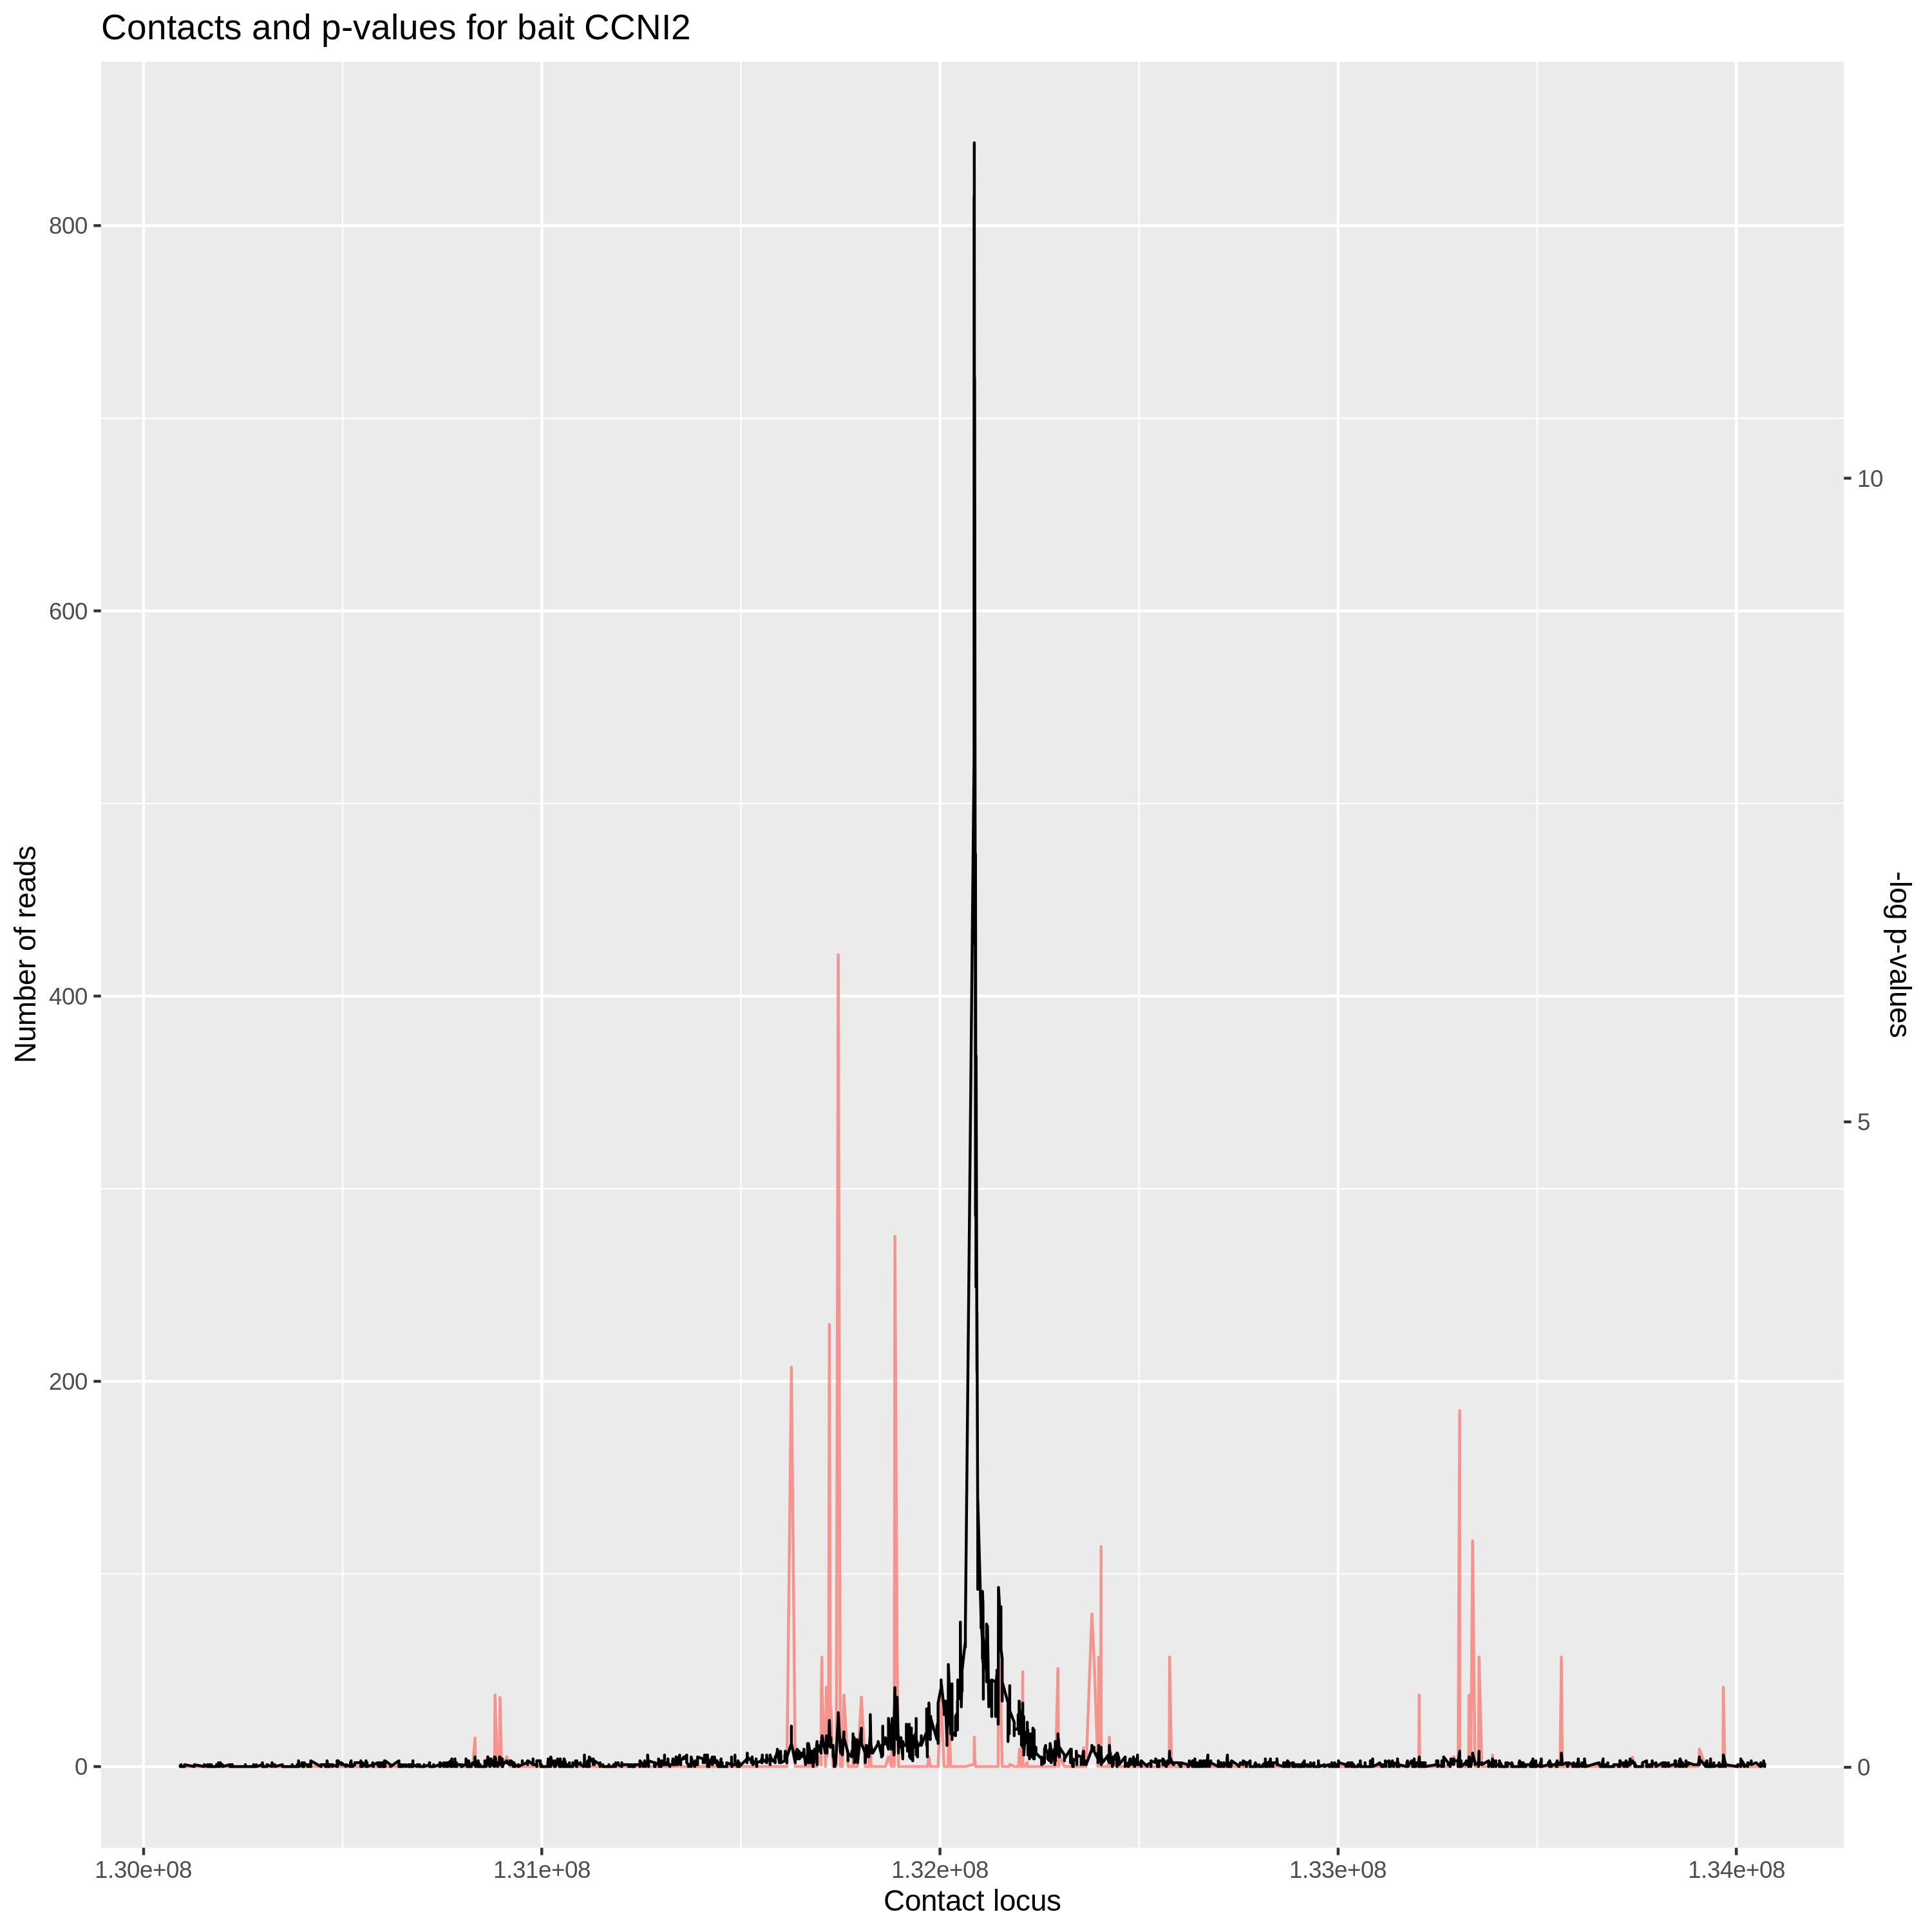 Contacts and p-values for bait CCNI2
800
600
400
200
0
Number of reads
10
5
0
-log p-values
1.30e+08 1.31e+08 1.32e+08 1.33e+08 1.34e+08
Contact locus